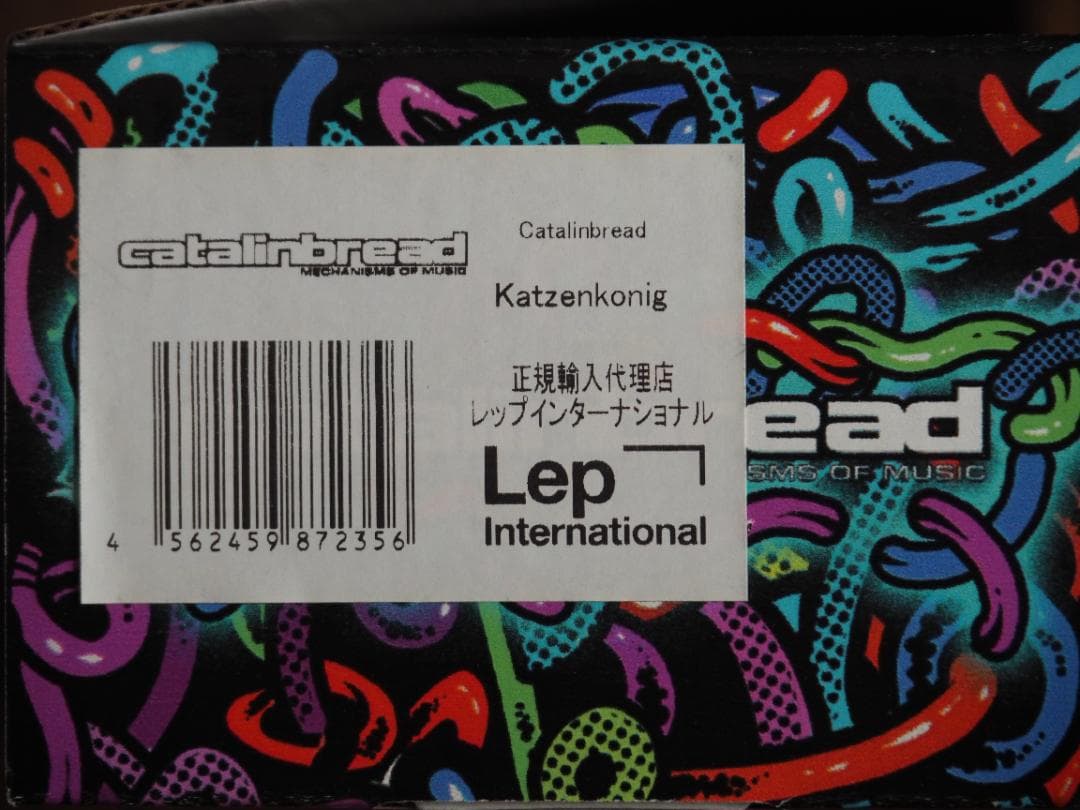 catalinbread
MECHANISMS OF MUSIC
Catalinbread
Katzenkonig
正規輸入代理店
レップインターナショナル
Lep
International
4 562459 872356
ead
SMS OF MUSIC